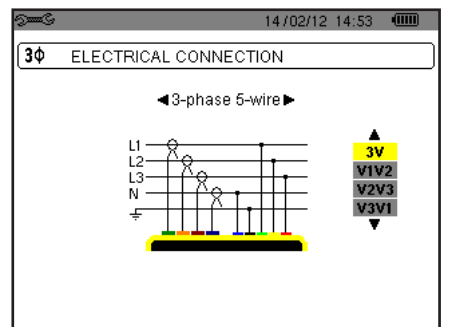 14/02/12 14:53
3Φ ELECTRICAL CONNECTION
◄3-phase 5-wire►
L1
L2
L3
N
3V
V1V2
V2V3
V3V1